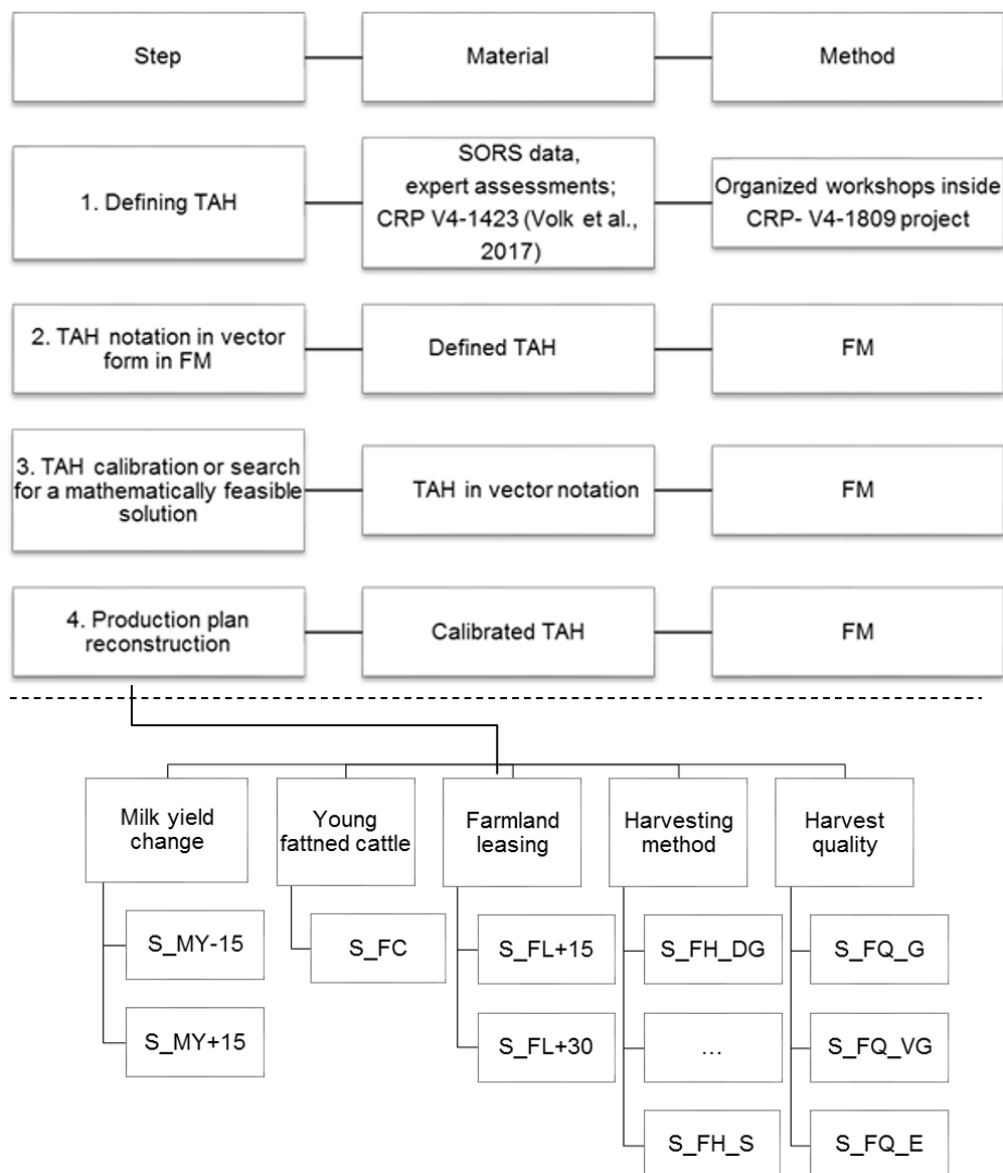 Step
Material
Method
1. Defining TAH
SORS data,
expert assessments;
CRP V4-1423 (Volk et al.,
2017)
Organized workshops inside
CRP- V4-1809 project
2. TAH notation in vector
form in FM
Defined TAH
FM
3. TAH calibration or search
for a mathematically feasible
solution
TAH in vector notation
FM
4. Production plan
reconstruction
Calibrated TAH
FM
Milk yield
change
Young
fattned cattle
Farmland
leasing
Harvesting
method
Harvest
quality
S_MY-15
S_FC
S_FL+15
S_FH_DG
S_FQ_G
S_MY+15
S_FL+30
...
S_FQ_VG
S_FH_S
S_FQ_E